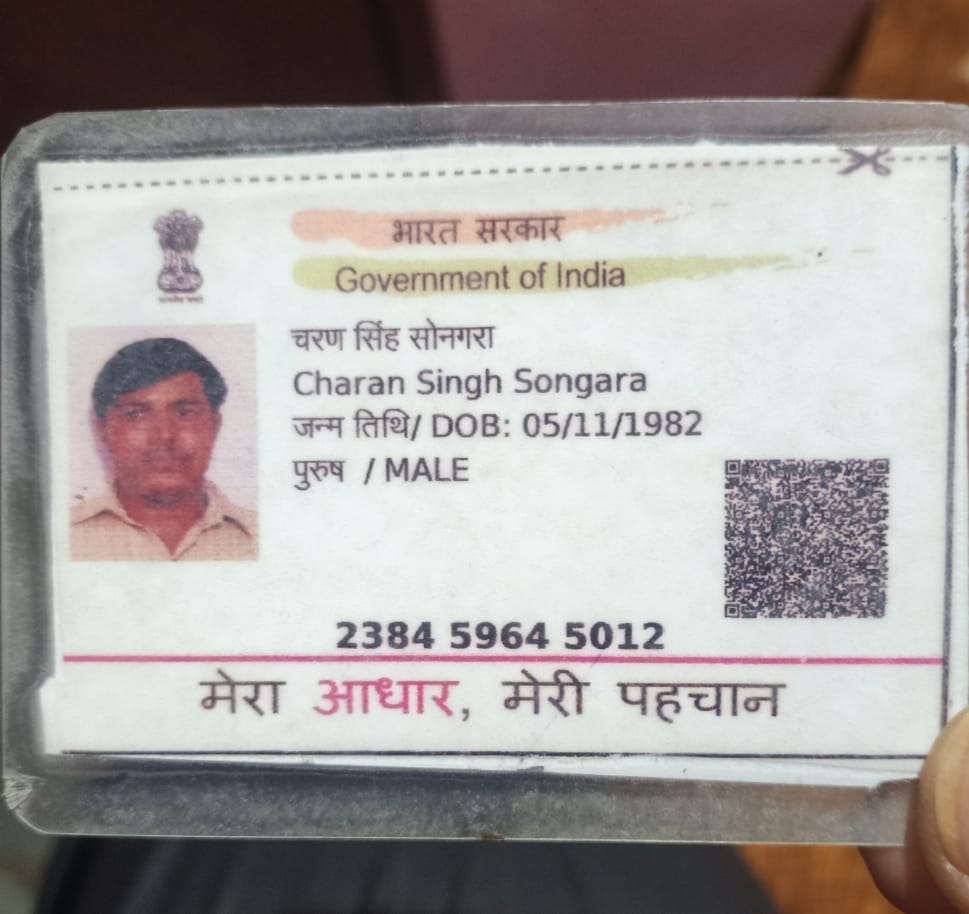 भारत सरकार
Government of India
चरण सिंह सोनगरा
Charan Singh Songara
जन्म तिथि/ DOB: 05/11/1982
पुरुष / MALE
2384 5964 5012
मेरा आधार, मेरी पहचान